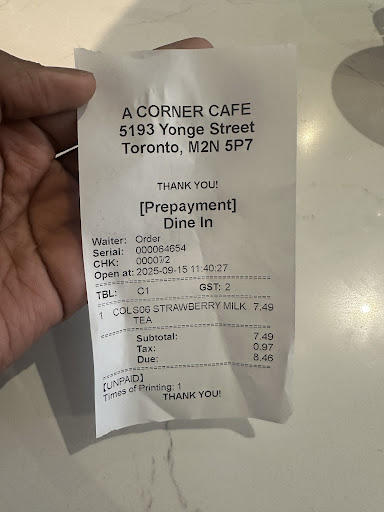 A CORNER CAFE
5193 Yonge Street
Toronto, M2N 5P7
THANK YOU!
[Prepayment]
Dine In
Waiter: Order
Serial: 000064654
CHK: 00007/2
Open at: 2025-09-15 11:40:27
TBL: C1 GST: 2
1 COLS06 STRAWBERRY MILK 7.49
TEA
Subtotal: 7.49
Tax: 0.97
Due: 8.46
【UNPAID】
Times of Printing: 1
THANK YOU!